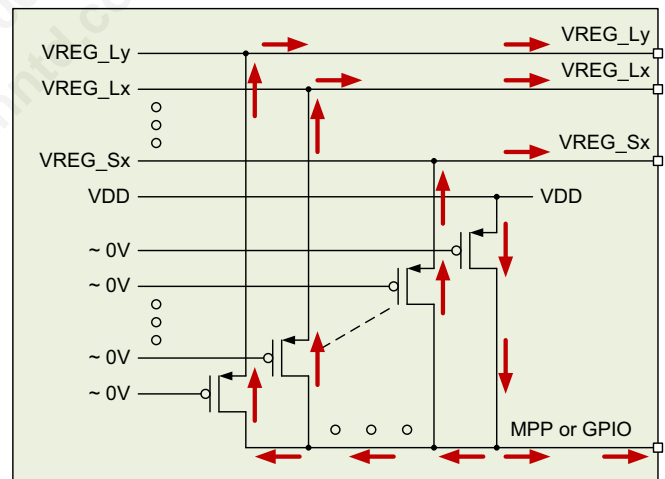 VREG_Ly
VREG_Ly
VREG_Lx
VREG_Lx
VREG_Sx
VREG_Sx
VDD
VDD
~ 0V
~ 0V
~ 0V
~ 0V
MPP or GPIO